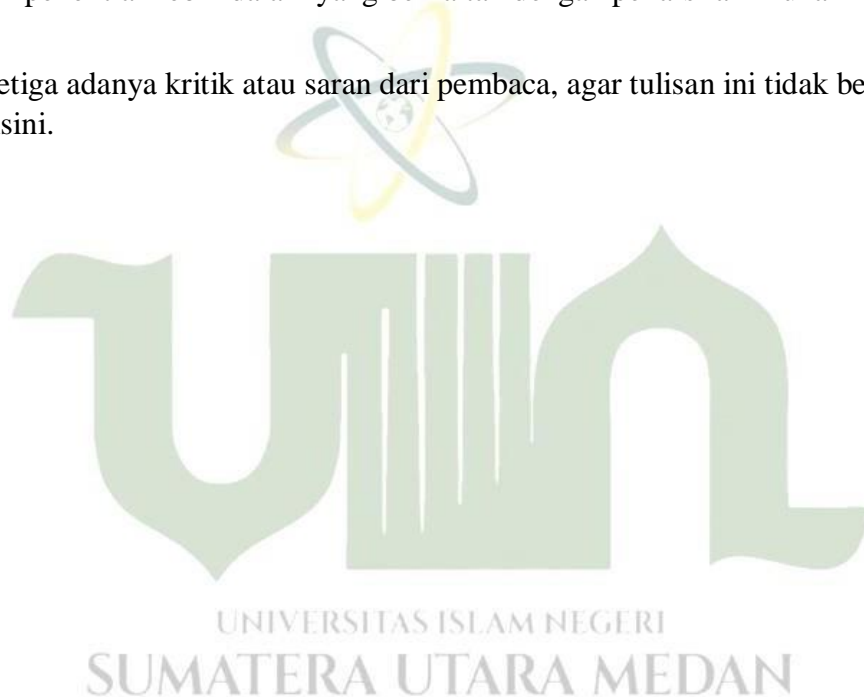 etiga adanya kritik atau saran dari pembaca, agar tulisan ini tidak be
sini.
UNIVERSITAS ISLAM NEGERI
SUMATERA UTARA MEDAN